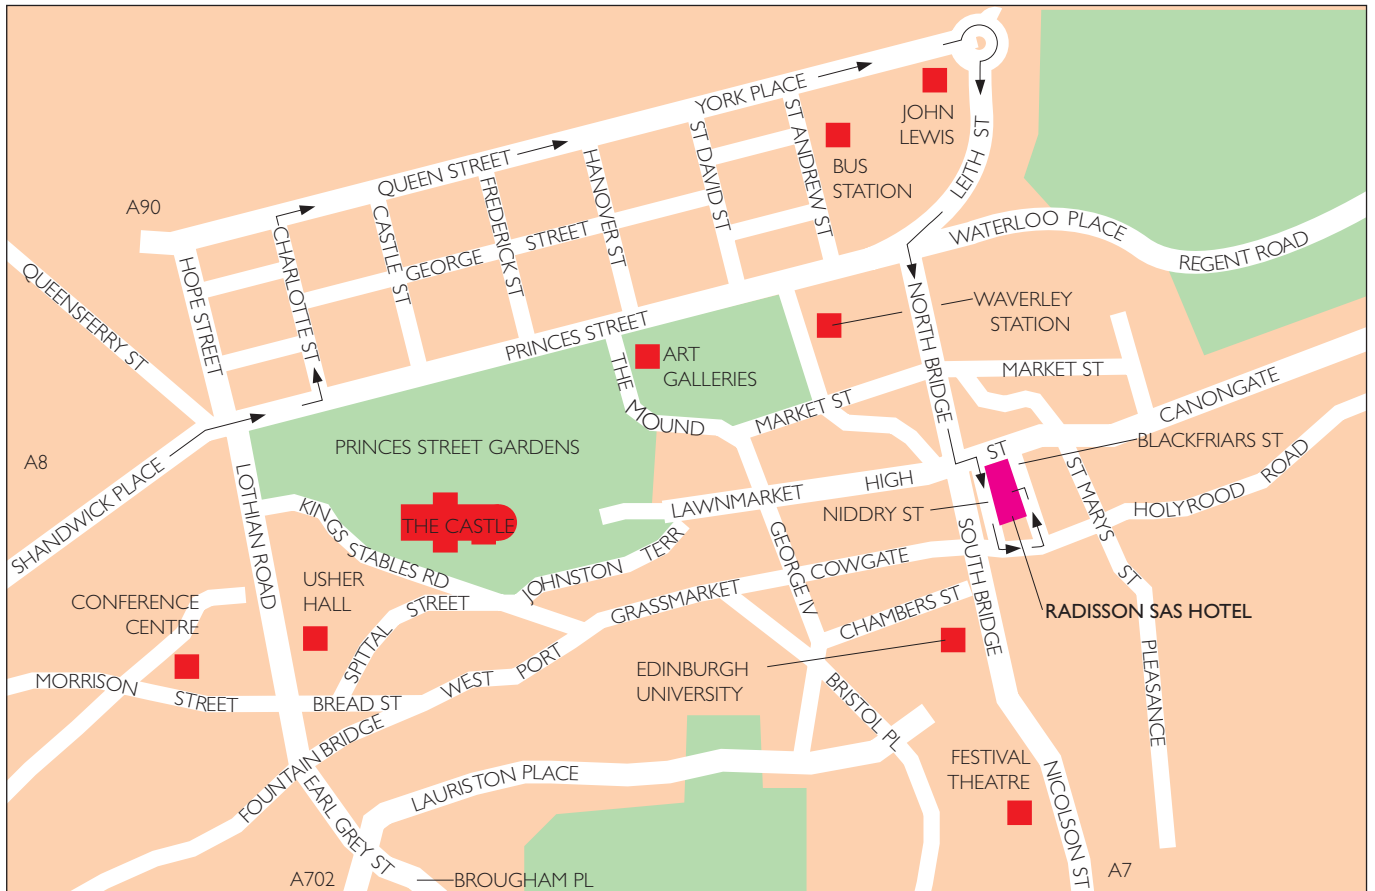 YORK PLACE
JOHN
LEWIS
BUS
STATION
ST ANDREW ST
ST DAVID ST
LEITH ST
QUEEN STREET
HANOVER ST
FREDERICK ST
CASTLE ST
CHARLOTTE ST
HOPE STREET
A90
QUEENSFERRY ST
GEORGE STREET
WATERLOO PLACE
REGENT ROAD
PRINCES STREET
WAVERLEY
STATION
NORTH BRIDGE
ART
GALLERIES
THE MOUND
MARKET ST
MARKET ST
CANONGATE
BLACKFRIARS ST
PRINCES STREET GARDENS
A8
SHANDWICK PLACE
LOTHIAN ROAD
KINGS STABLES RD
THE CASTLE
LAWNMARKET
HIGH ST
NIDDRY ST
ST MARYS ST
HOLYROOD ROAD
JOHNSTON TERR
GEORGE IV
COWGATE
SOUTH BRIDGE
RADISSON SAS HOTEL
CONFERENCE
CENTRE
USHER
HALL
SPITTAL STREET
GRASSMARKET
CHAMBERS ST
EDINBURGH
UNIVERSITY
MORRISON STREET
BREAD ST
WEST PORT
BRISTOL PL
PLEASANCE
FOUNTAIN BRIDGE
EARL GREY ST
LAURISTON PLACE
FESTIVAL
THEATRE
NICOLSON ST
A702
BROUGHAM PL
A7